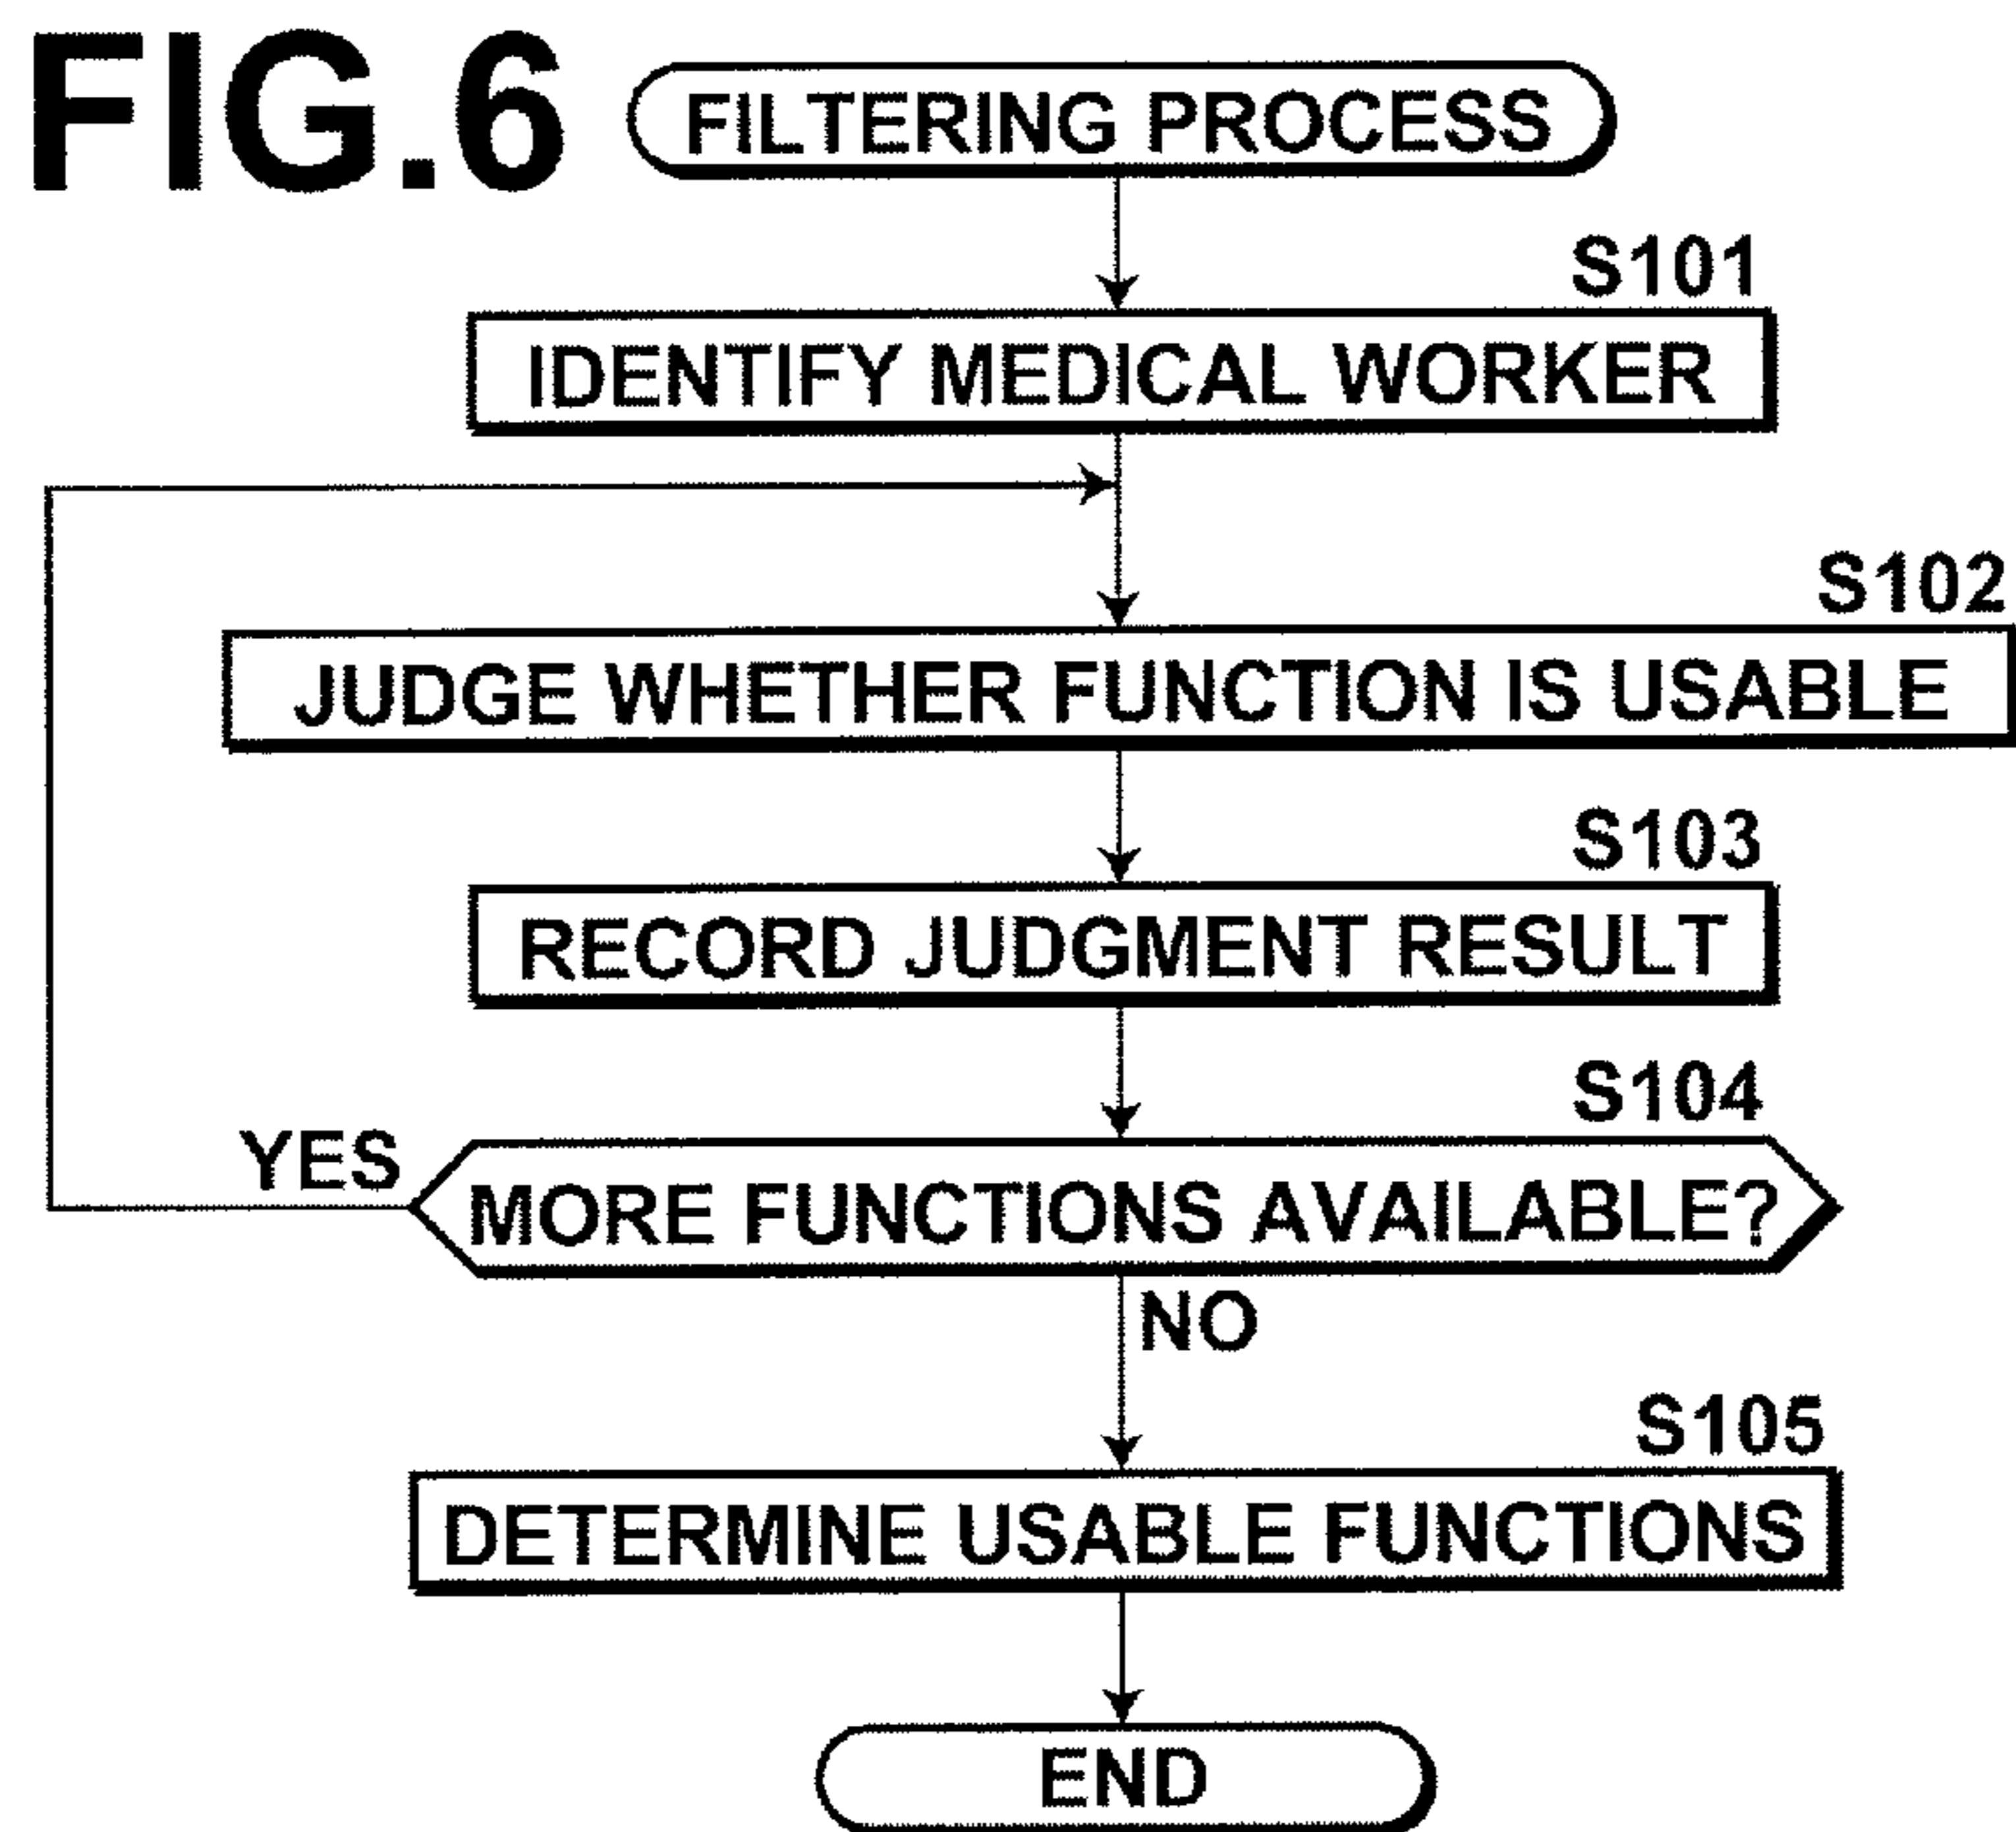 FIG.6
FILTERING PROCESS
S101
IDENTIFY MEDICAL WORKER
S102
JUDGE WHETHER FUNCTION IS USABLE
S103
RECORD JUDGMENT RESULT
S104
YES
MORE FUNCTIONS AVAILABLE?
NO
S105
DETERMINE USABLE FUNCTIONS
END